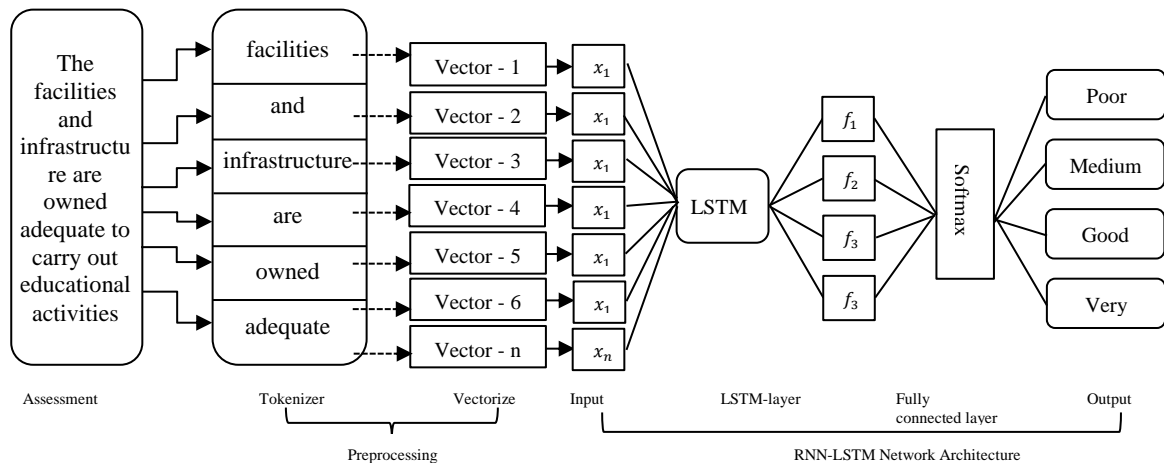 The
facilities
and
infrastructu
re are
owned
adequate to
carry out
educational
activities
facilities
and
infrastructure
are
owned
adequate
Vector - 1
Vector - 2
Vector - 3
Vector - 4
Vector - 5
Vector - 6
Vector - n
x₁
x₁
x₁
x₁
x₁
x₁
xₙ
LSTM
f₁
f₂
f₃
f₃
Softmax
Poor
Medium
Good
Very
Assessment
Tokenizer
Vectorize
Input
LSTM-layer
Fully
connected layer
Output
Preprocessing
RNN-LSTM Network Architecture